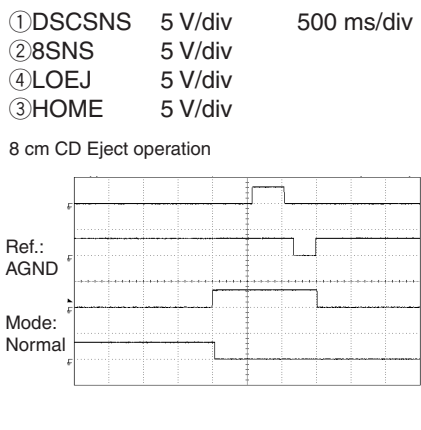 ①DSCSNS 5 V/div 500 ms/div
②8SNS 5 V/div
④LOEJ 5 V/div
③HOME 5 V/div
8 cm CD Eject operation
Ref.:
AGND
Mode:
Normal